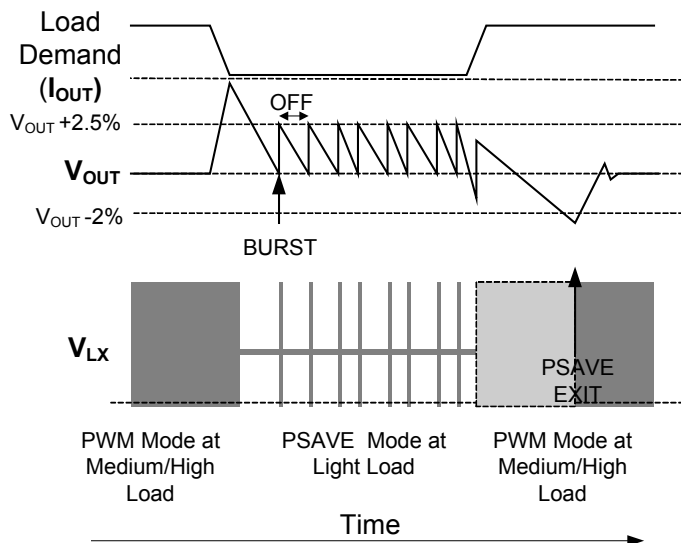 Load
Demand
(IOUT)
OFF
VOUT +2.5%
VOUT
VOUT -2%
BURST
VLX
PSAVE
EXIT
PWM Mode at
Medium/High
Load
PSAVE Mode at
Light Load
PWM Mode at
Medium/High
Load
Time